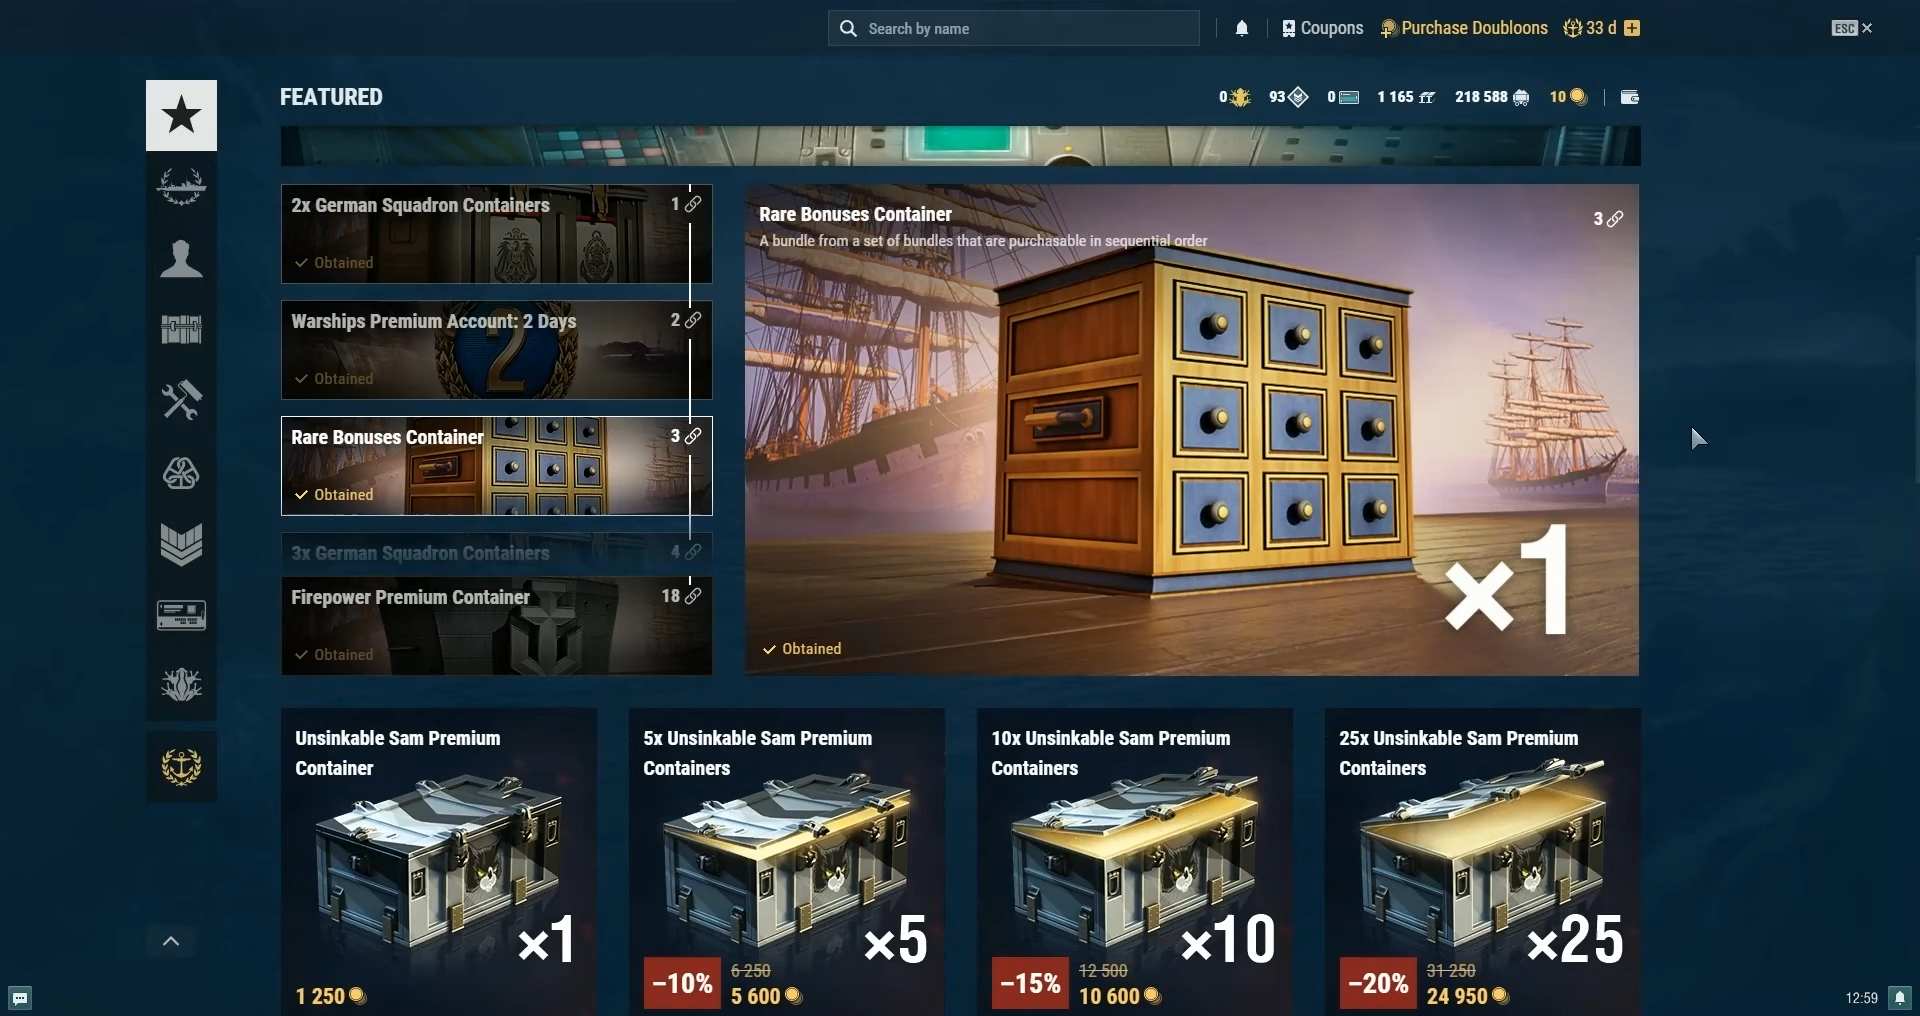 Search by name
Coupons
Purchase Doubloons
33 d
ESC
FEATURED
0
93
0
1 165
218 588
10
2x German Squadron Containers
1
Obtained
Warships Premium Account: 2 Days
2
2
Obtained
Rare Bonuses Container
3
Obtained
3x German Squadron Containers
4
Firepower Premium Container
18
Obtained
Rare Bonuses Container
3
A bundle from a set of bundles that are purchasable in sequential order
×1
Obtained
Unsinkable Sam Premium
Container
×1
1 250
5x Unsinkable Sam Premium
Containers
×5
-10%
6 250
5 600
10x Unsinkable Sam Premium
Containers
×10
-15%
12 500
10 600
25x Unsinkable Sam Premium
Containers
×25
-20%
31 250
24 950
12:59